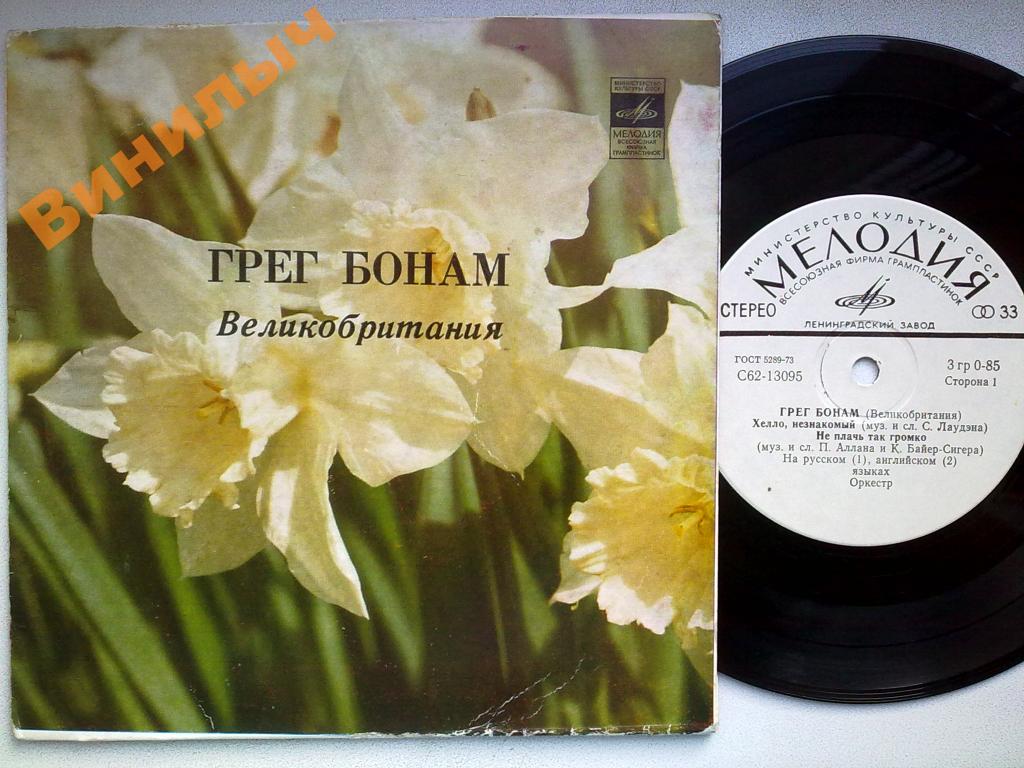 Винилыч
МИНИСТЕРСТВО
КУЛЬТУРЫ СССР
МЕЛОДИЯ
ВСЕСОЮЗНАЯ
ФИРМА
ГРАМПЛАСТИНОК
ГРЕГ БОНАМ
Великобритания
МИНИСТЕРСТВО КУЛЬТУРЫ СССР
МЕЛОДИЯ
ВСЕСОЮЗНАЯ ФИРМА ГРАМПЛАСТИНОК
СТЕРЕО
33
ЛЕНИНГРАДСКИЙ ЗАВОД
ГОСТ 5289-73
С62-13095
3 гр 0-85
Сторона 1
ГРЕГ БОНАМ (Великобритания)
Хелло, незнакомый (муз. и сл. С. Лаудэна)
Не плачь так громко
(муз. и сл. П. Аллана и К. Байер-Сигера)
На русском (1), английском (2)
языках
Оркестр